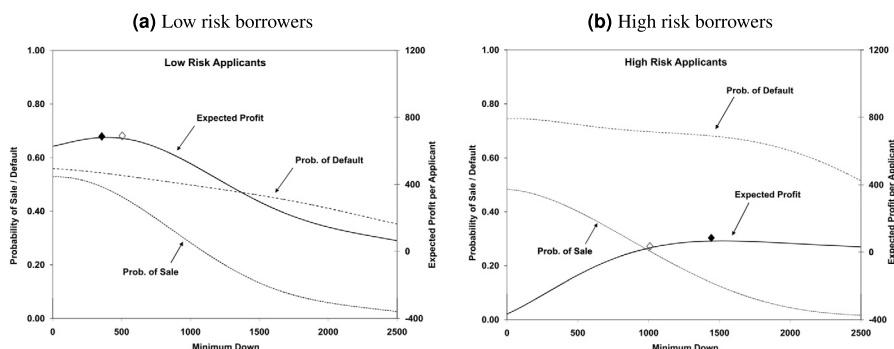 (a) Low risk borrowers
Low Risk Applicants
Probability of Sale / Default
1.00
0.80
0.60
0.40
0.20
0.00
Expected Profit
Prob. of Default
Prob. of Sale
1200
800
400
0
-400
Expected Profit per Applicant
0 500 1000 1500 2000 2500
Minimum Down
(b) High risk borrowers
High Risk Applicants
Probability of Sale / Default
1.00
0.80
0.60
0.40
0.20
0.00
Prob. of Default
Expected Profit
Prob. of Sale
1200
800
400
0
-400
Expected Profit per Applicant
0 500 1000 1500 2000 2500
Minimum Down